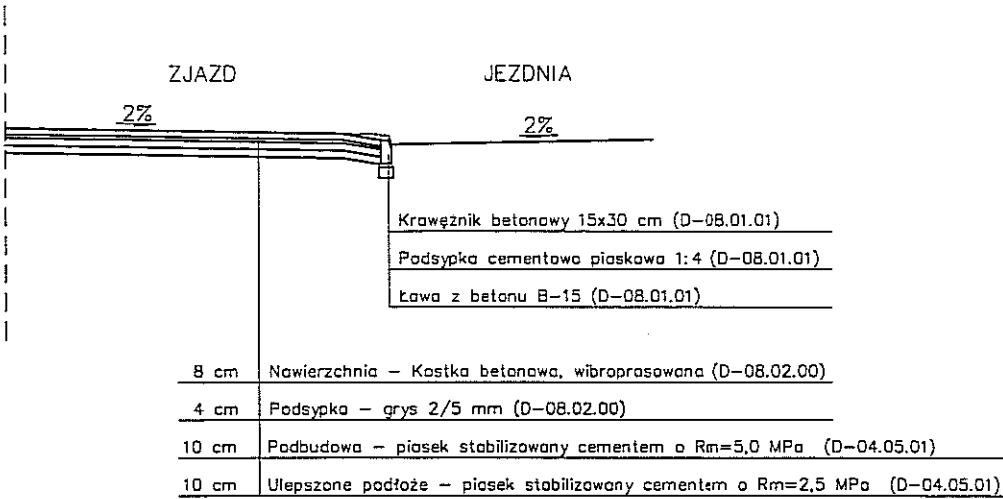 ZJAZD JEZDNIA
2% 2%
Krawężnik betonowy 15x30 cm (D-08.01.01)
Podsypka cementowo piaskowa 1:4 (D-08.01.01)
Ława z betonu B-15 (D-08.01.01)
8 cm Nawierzchnia – Kostka betonowa, wibroprasowana (D-08.02.00)
4 cm Podsypka – grys 2/5 mm (D-08.02.00)
10 cm Podbudowa – piasek stabilizowany cementem o Rm=5,0 MPa (D-04.05.01)
10 cm Ulepszone podłoże – piasek stabilizowany cementem o Rm=2,5 MPa (D-04.05.01)